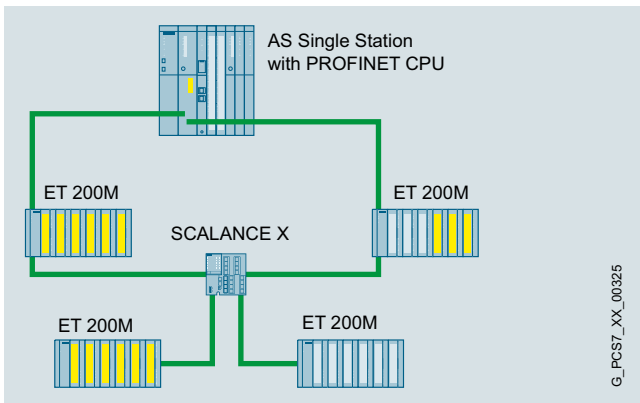 AS Single Station
with PROFINET CPU
ET 200M
ET 200M
SCALANCE X
ET 200M
ET 200M
G_PCS7_XX_00325